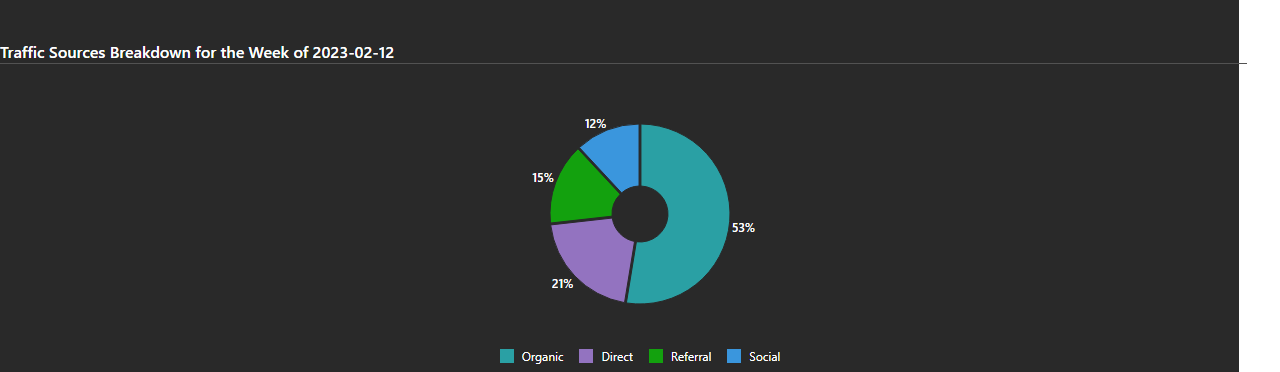 Traffic Sources Breakdown for the Week of 2023-02-12
12%
15%
53%
21%
Organic Direct Referral Social